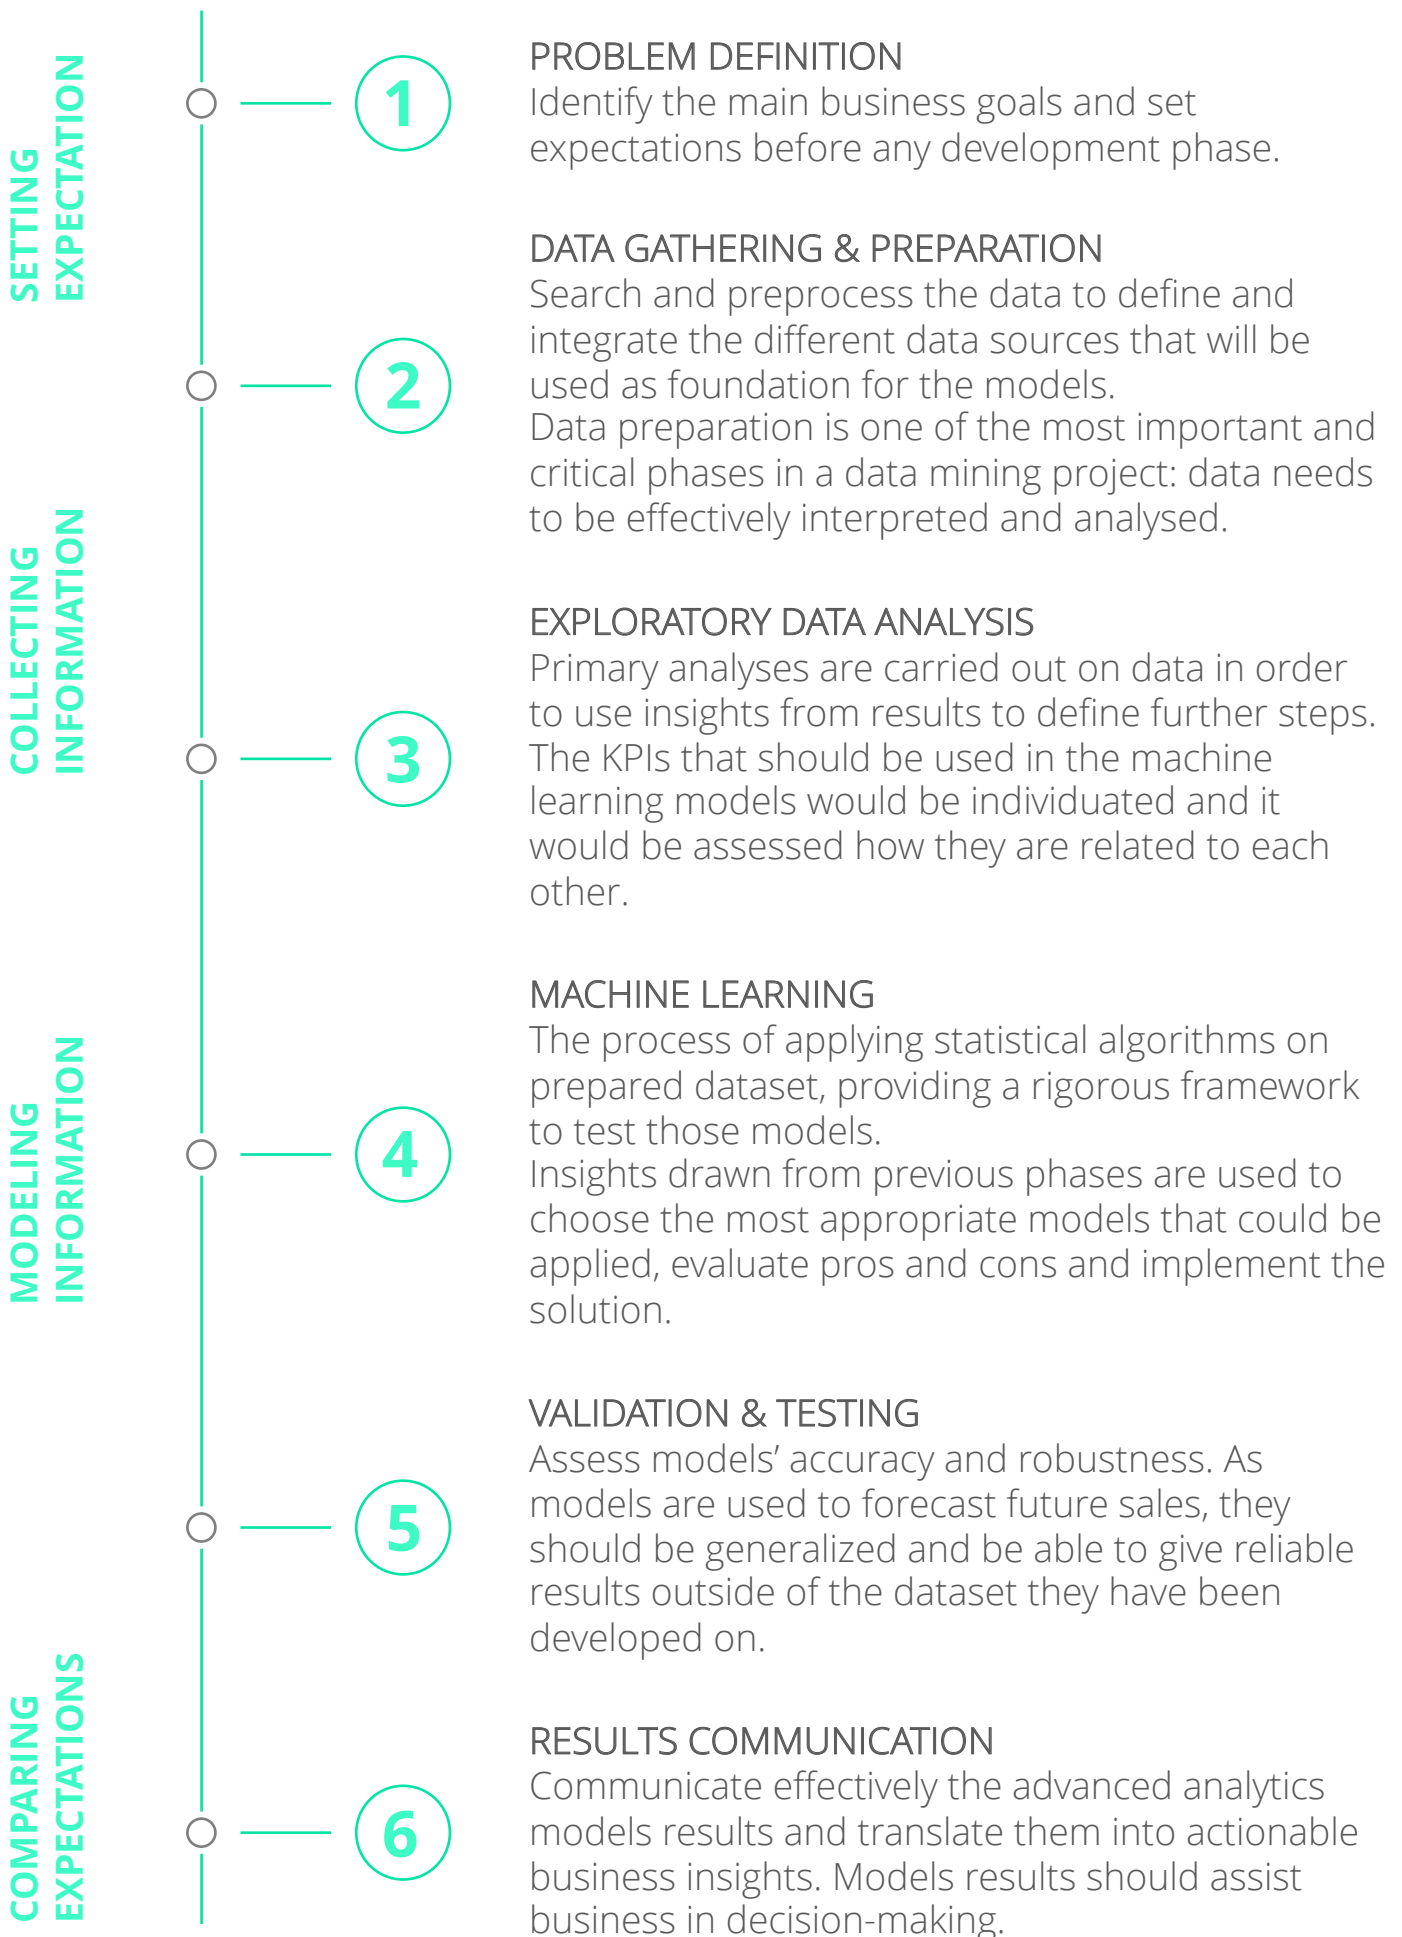 SETTING
EXPECTATION
1
PROBLEM DEFINITION
Identify the main business goals and set
expectations before any development phase.
2
DATA GATHERING & PREPARATION
Search and preprocess the data to define and
integrate the different data sources that will be
used as foundation for the models.
Data preparation is one of the most important and
critical phases in a data mining project: data needs
to be effectively interpreted and analysed.
COLLECTING
INFORMATION
3
EXPLORATORY DATA ANALYSIS
Primary analyses are carried out on data in order
to use insights from results to define further steps.
The KPIs that should be used in the machine
learning models would be individuated and it
would be assessed how they are related to each
other.
MODELING
INFORMATION
4
MACHINE LEARNING
The process of applying statistical algorithms on
prepared dataset, providing a rigorous framework
to test those models.
Insights drawn from previous phases are used to
choose the most appropriate models that could be
applied, evaluate pros and cons and implement the
solution.
5
VALIDATION & TESTING
Assess models’ accuracy and robustness. As
models are used to forecast future sales, they
should be generalized and be able to give reliable
results outside of the dataset they have been
developed on.
COMPARING
EXPECTATIONS
6
RESULTS COMMUNICATION
Communicate effectively the advanced analytics
models results and translate them into actionable
business insights. Models results should assist
business in decision-making.